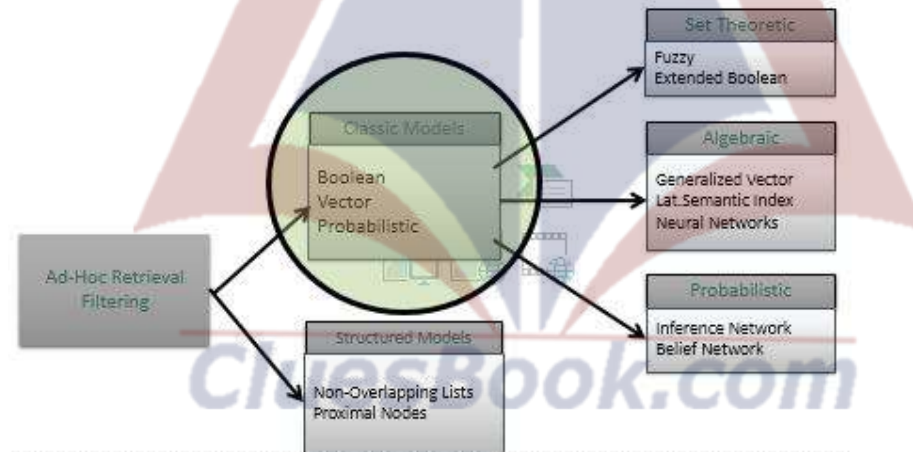 Ad-Hoc Retrieval
Filtering
Classic Models
Boolean
Vector
Probabilistic
Structured Models
Non-Overlapping Lists
Proximal Nodes
Set Theoretic
Fuzzy
Extended Boolean
Algebraic
Generalized Vector
Lat.Semantic Index
Neural Networks
Probabilistic
Inference Network
Belief Network
CluesBook.com